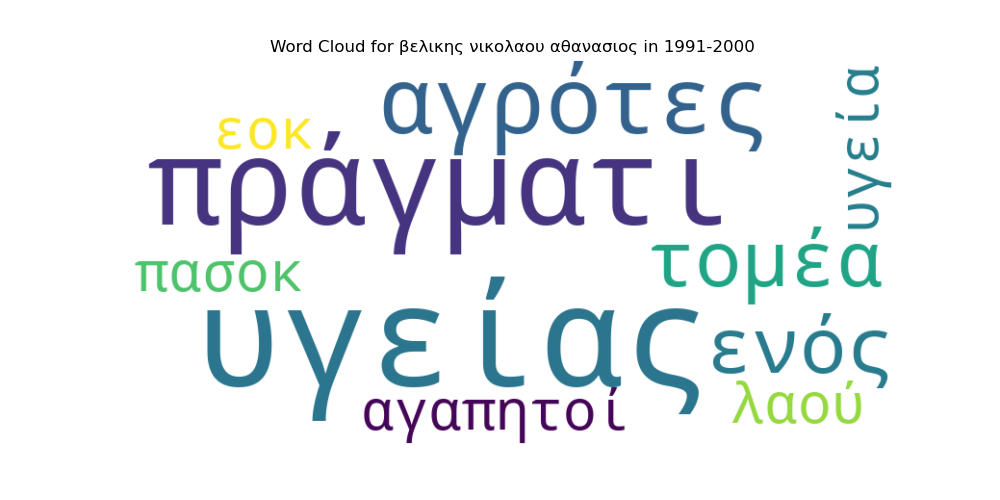 Word Cloud for βελικης νικολαου αθανασιος in 1991-2000
αγρότες
υγεία
εοκ
πράγματι
τομέα
πασοκ
υγείας
ενός
αγαπητοί
λαού